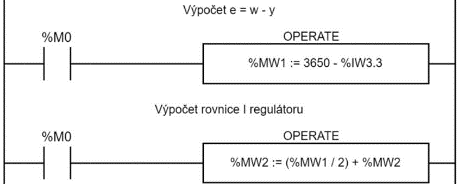 Výpočet e = w - y
%M0
OPERATE
%MW1 := 3650 - %IW3.3
Výpočet rovnice I regulátoru
%M0
OPERATE
%MW2 := (%MW1 / 2) + %MW2